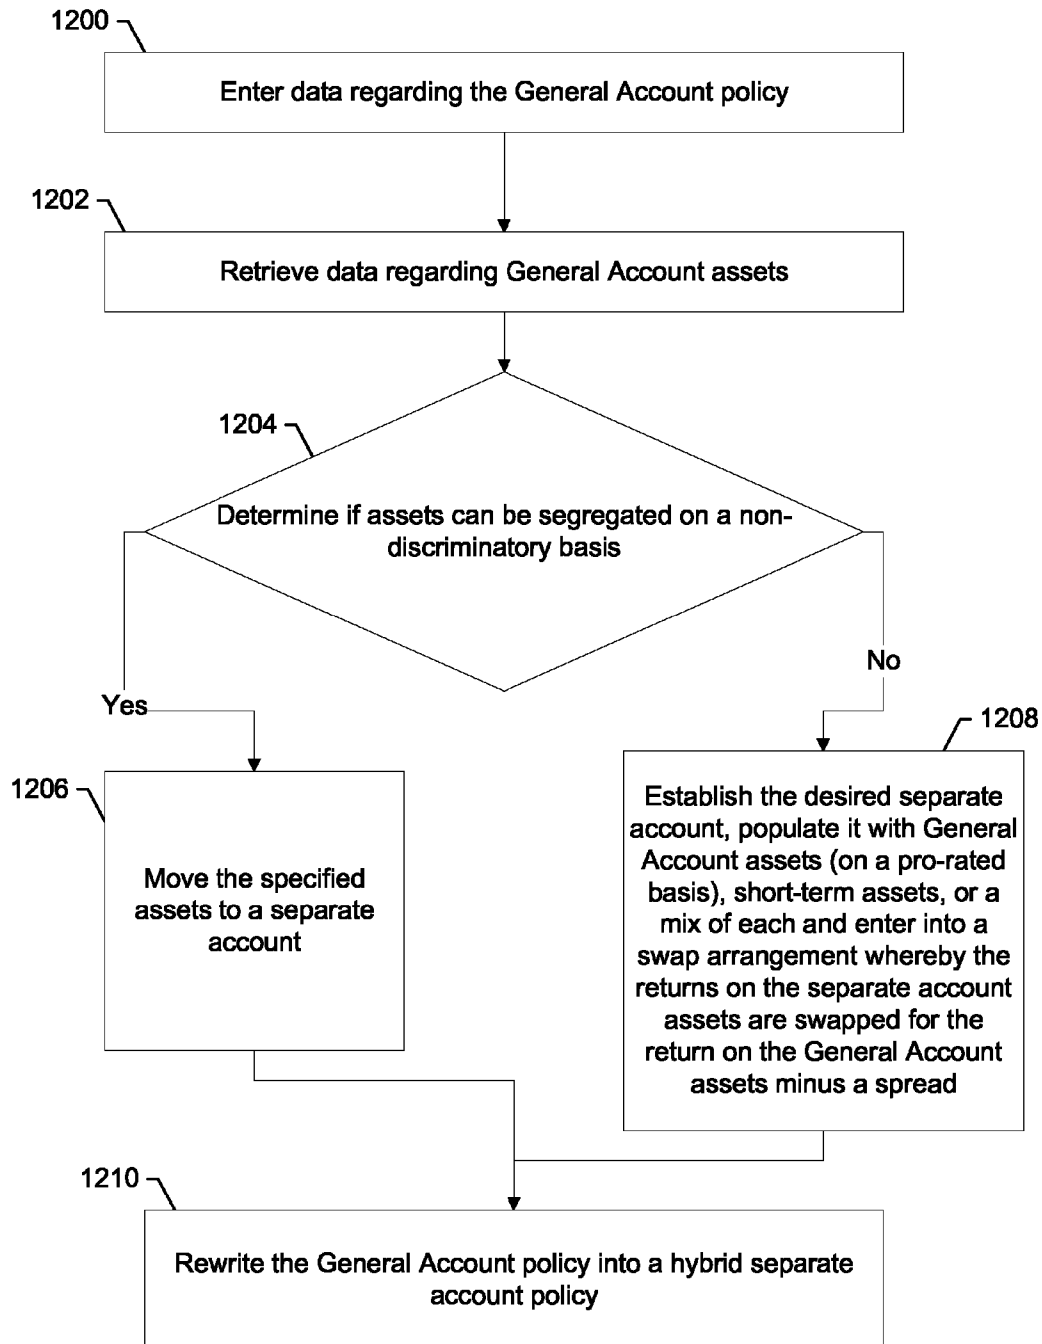 1200
Enter data regarding the General Account policy
1202
Retrieve data regarding General Account assets
1204
Determine if assets can be segregated on a non-
discriminatory basis
Yes
No
1206
Move the specified
assets to a separate
account
1208
Establish the desired separate
account, populate it with General
Account assets (on a pro-rated
basis), short-term assets, or a
mix of each and enter into a
swap arrangement whereby the
returns on the separate account
assets are swapped for the
return on the General Account
assets minus a spread
1210
Rewrite the General Account policy into a hybrid separate
account policy